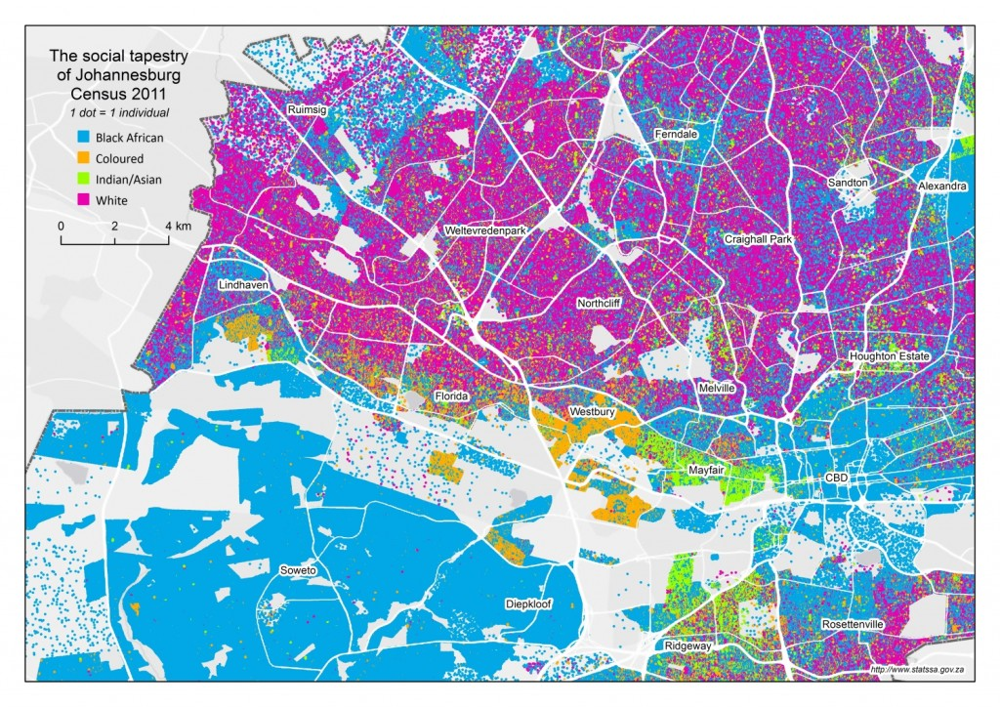 The social tapestry
of Johannesburg
Census 2011
1 dot = 1 individual
Black African
Coloured
Indian/Asian
White
0 2 4 km
Ruimsig
Ferndale
Sandton
Alexandra
Weltevredenpark
Craighall Park
Lindhaven
Northcliff
Houghton Estate
Melville
Florida
Westbury
Mayfair
CBD
Soweto
Diepkloof
Rosettenville
Ridgeway
http://www.statssa.gov.za